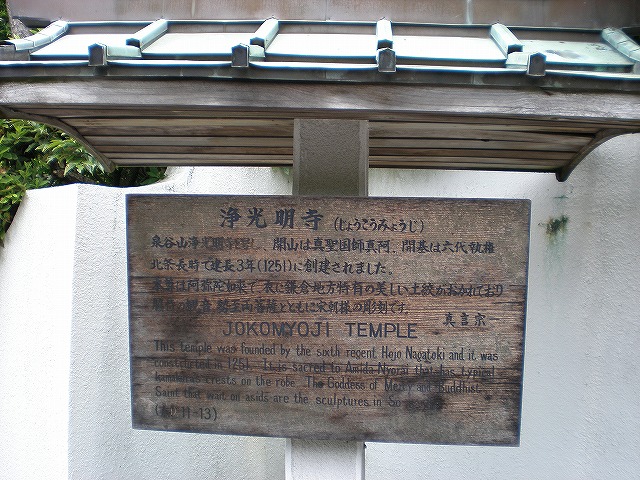 浄光明寺 (じょうこうみょうじ)
泉谷山浄光明寺と号し、開山は真聖国師真阿、開基は六代執権
北条長時で建長3年(1251)に創建されました。
本尊は阿弥陀如来で衣に鎌倉地方特有の美しい土紋がおかれており
観音 勢至両菩薩とともに宋朝様の彫刻です。
真言宗
JOKOMYOJI TEMPLE
This temple was founded by the sixth regent Hojo Nagatoki and it was
constructed in 1251. It is sacred to Amida Nyorai that has typical
Kamakura crests on the robe. The Goddess of Mercy and Buddhist
Saint that wait on asids are the sculptures in So